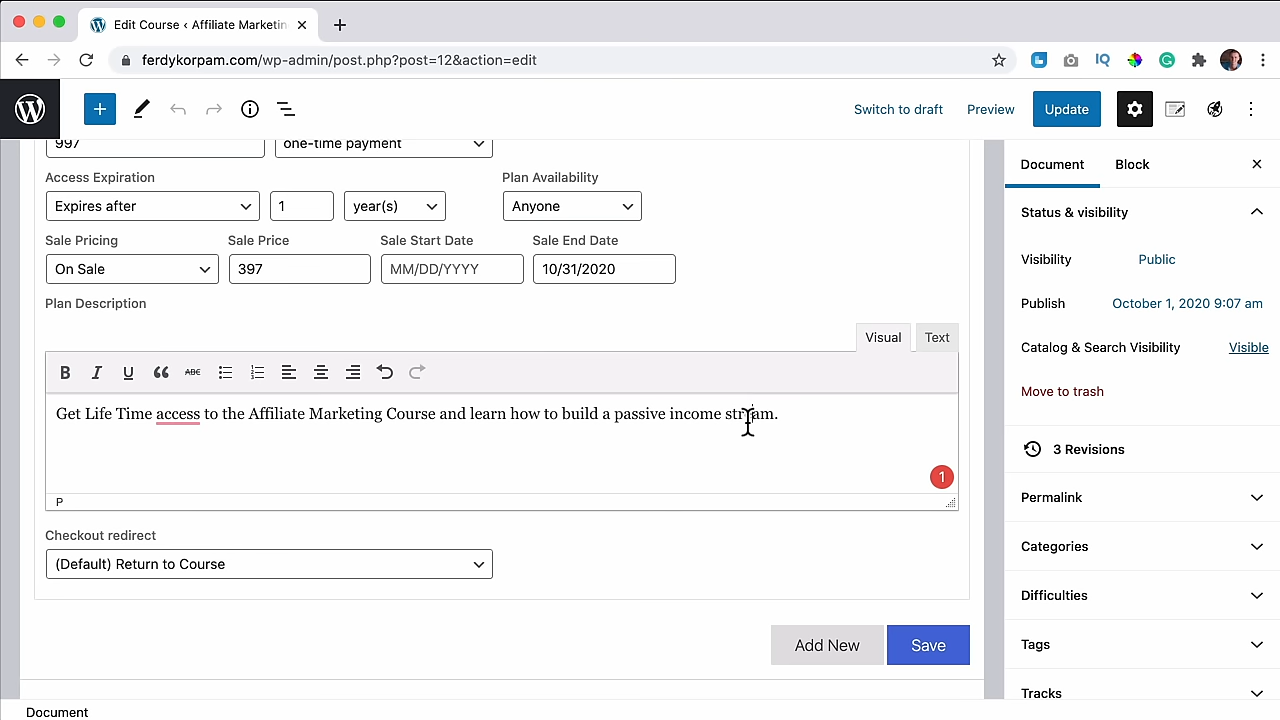 Edit Course ‹ Affiliate Marketin
ferdykorpam.com/wp-admin/post.php?post=12&action=edit
Switch to draft
Preview
Update
997
one-time payment
Document
Block
Access Expiration
Plan Availability
Expires after
1
year(s)
Anyone
Status & visibility
Sale Pricing
Sale Price
Sale Start Date
Sale End Date
Visibility
Public
On Sale
397
MM/DD/YYYY
10/31/2020
Plan Description
Publish
October 1, 2020 9:07 am
Visual
Text
Catalog & Search Visibility
Visible
B I U ABC
Move to trash
Get Life Time access to the Affiliate Marketing Course and learn how to build a passive income stream.
3 Revisions
1
P
Permalink
Checkout redirect
(Default) Return to Course
Categories
Difficulties
Add New
Save
Tags
Tracks
Document